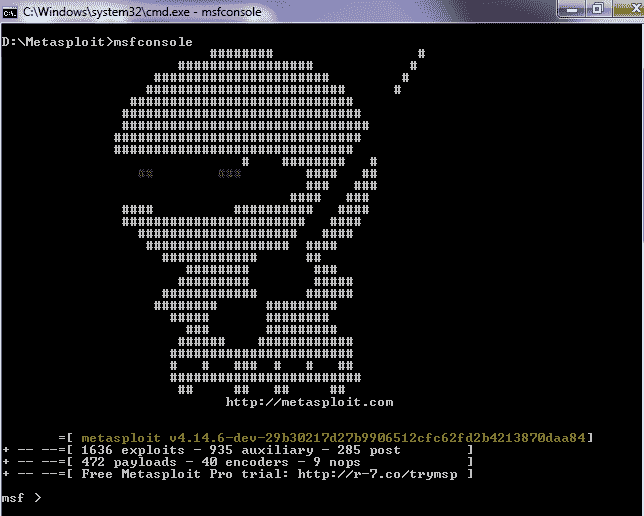 C:\Windows\system32\cmd.exe - msfconsole
D:\Metasploit>msfconsole
http://metasploit.com
=[ metasploit v4.14.6-dev-29b30217d27b9906512cfc62fd2b4213870daa84]
+ -- --=[ 1636 exploits - 935 auxiliary - 285 post ]
+ -- --=[ 472 payloads - 40 encoders - 9 nops ]
+ -- --=[ Free Metasploit Pro trial: http://r-7.co/trymsp ]
msf >